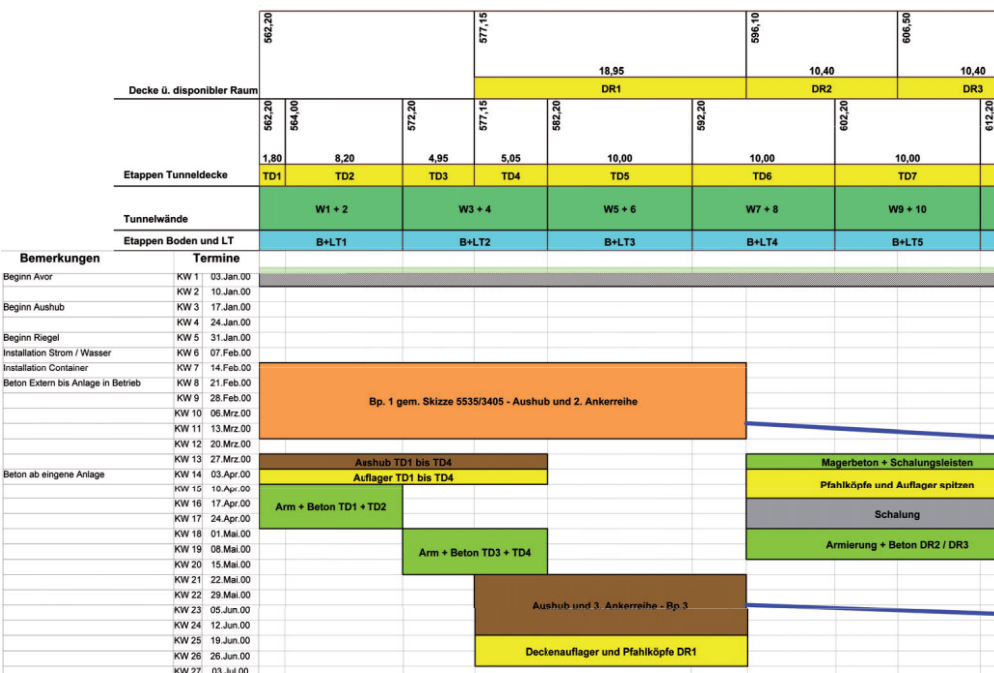 562,20 577,15 596,10 606,50
18,95 10,40 10,40
Decke ü. disponibler Raum DR1 DR2 DR3
562,20 564,00 572,20 577,15 582,20 592,20 602,20 612,20
1,80 8,20 4,95 5,05 10,00 10,00 10,00
Etappen Tunneldecke TD1 TD2 TD3 TD4 TD5 TD6 TD7
Tunnelwände W1 + 2 W3 + 4 W5 + 6 W7 + 8 W9 + 10
Etappen Boden und LT B+LT1 B+LT2 B+LT3 B+LT4 B+LT5
Bemerkungen Termine
Beginn Avor KW 1 03.Jan.00
KW 2 10.Jan.00
Beginn Aushub KW 3 17.Jan.00
KW 4 24.Jan.00
Beginn Riegel KW 5 31.Jan.00
Installation Strom / Wasser KW 6 07.Feb.00
Installation Container KW 7 14.Feb.00
Beton Extern bis Anlage in Betrieb KW 8 21.Feb.00
KW 9 28.Feb.00
Bp. 1 gem. Skizze 5535/3405 - Aushub und 2. Ankerreihe
KW 10 06.Mrz.00
KW 11 13.Mrz.00
KW 12 20.Mrz.00
KW 13 27.Mrz.00 Aushub TD1 bis TD4 Magerbeton + Schalungsleisten
Beton ab eingene Anlage KW 14 03.Apr.00 Auflager TD1 bis TD4
KW 15 10.Apr.00 Pfahlköpfe und Auflager spitzen
KW 16 17.Apr.00 Arm + Beton TD1 + TD2
KW 17 24.Apr.00 Schalung
KW 18 01.Mai.00
KW 19 08.Mai.00 Arm + Beton TD3 + TD4 Armierung + Beton DR2 / DR3
KW 20 15.Mai.00
KW 21 22.Mai.00
KW 22 29.Mai.00
KW 23 05.Jun.00 Aushub und 3. Ankerreihe - Bp.3
KW 24 12.Jun.00
KW 25 19.Jun.00
KW 26 26.Jun.00 Deckenauflager und Pfahlköpfe DR1
KW 27 03.Jul.00